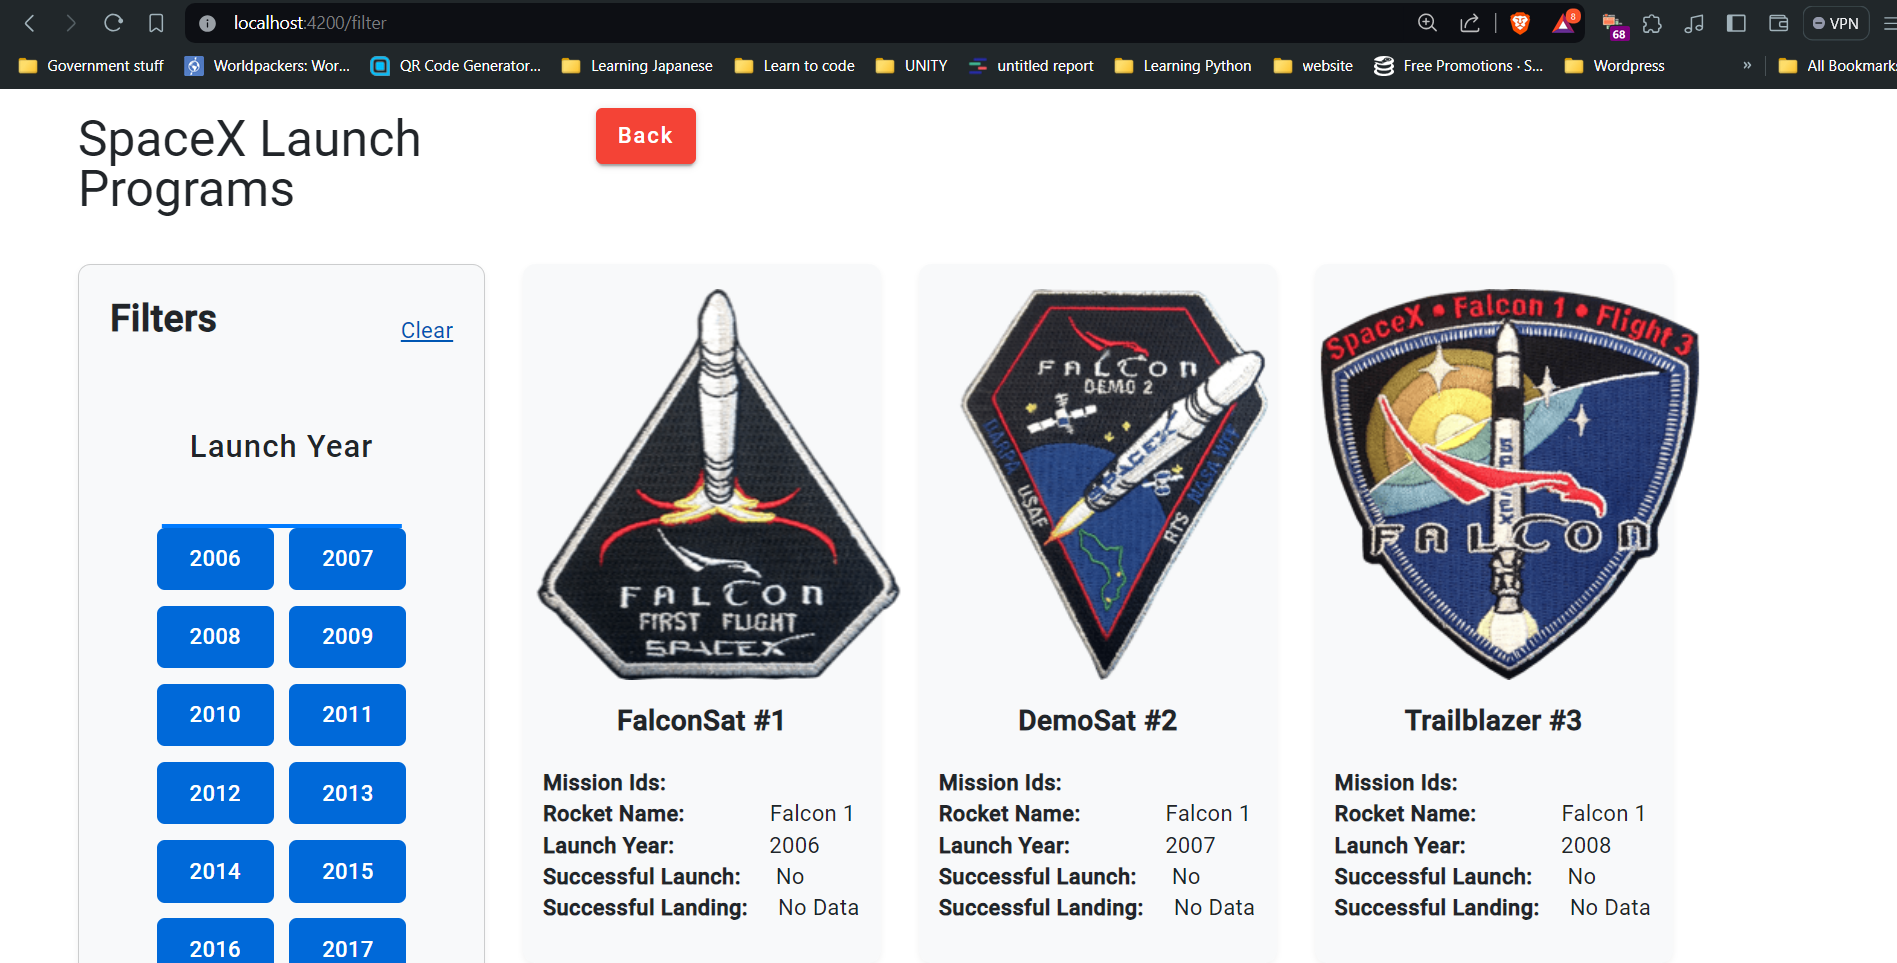 localhost:4200/filter
8
68
VPN
Government stuff
Worldpackers: Wor...
QR Code Generator...
Learning Japanese
Learn to code
UNITY
untitled report
Learning Python
website
Free Promotions · S...
Wordpress
»
All Bookmarks
SpaceX Launch
Programs
Back
Filters
Clear
Launch Year
2006 2007
2008 2009
2010 2011
2012 2013
2014 2015
2016 2017
FALCON
FIRST FLIGHT
SPACEX
FalconSat #1
Mission Ids:
Rocket Name: Falcon 1
Launch Year: 2006
Successful Launch: No
Successful Landing: No Data
FALCON
DEMO 2
SPACEX
DARPA USAF
RTS NASA WFF
DemoSat #2
Mission Ids:
Rocket Name: Falcon 1
Launch Year: 2007
Successful Launch: No
Successful Landing: No Data
SpaceX • Falcon 1 • Flight 3
SPACEX
FALCON
Trailblazer #3
Mission Ids:
Rocket Name: Falcon 1
Launch Year: 2008
Successful Launch: No
Successful Landing: No Data